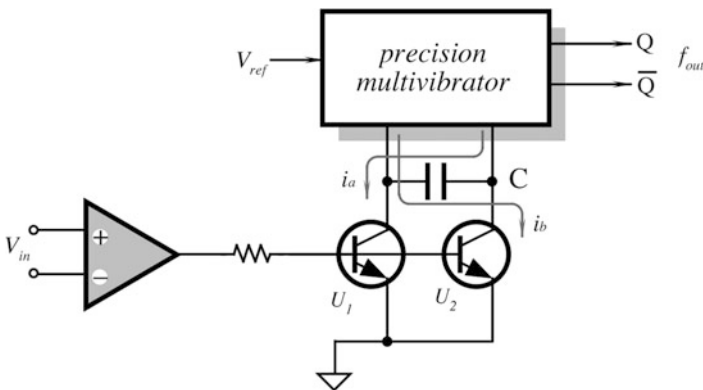 precision
multivibrator
V_ref
Q
Q̅
f_out
i_a
C
i_b
V_in
+
−
U_1
U_2